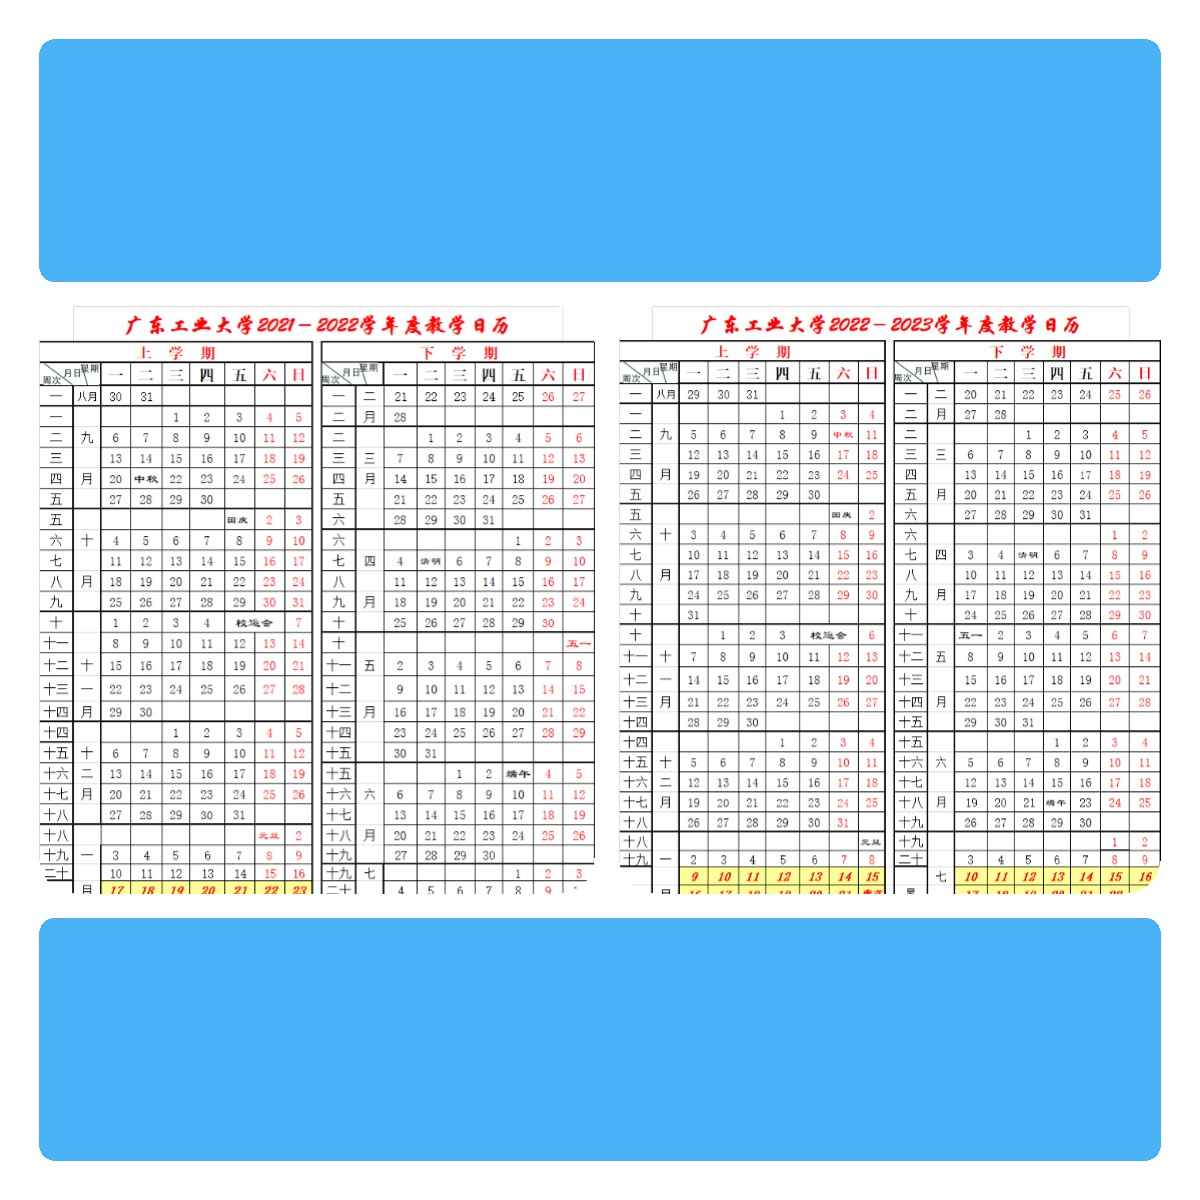 广东工业大学2021－2022学年度教学日历
上 学 期
周次 月日 星期 一 二 三 四 五 六 日
一 八月 30 31
一 1 2 3 4 5
二 九 6 7 8 9 10 11 12
三 13 14 15 16 17 18 19
四 月 20 中秋 22 23 24 25 26
五 27 28 29 30
五 国庆 2 3
六 十 4 5 6 7 8 9 10
七 11 12 13 14 15 16 17
八 月 18 19 20 21 22 23 24
九 25 26 27 28 29 30 31
十 1 2 3 4 校运会 7
十一 8 9 10 11 12 13 14
十二 十 15 16 17 18 19 20 21
十三 一 22 23 24 25 26 27 28
十四 月 29 30
十四 1 2 3 4 5
十五 十 6 7 8 9 10 11 12
十六 二 13 14 15 16 17 18 19
十七 月 20 21 22 23 24 25 26
十八 27 28 29 30 31
十八 元旦 2
十九 一 3 4 5 6 7 8 9
二十 10 11 12 13 14 15 16
月 17 18 19 20 21 22 23
下 学 期
周次 月日 星期 一 二 三 四 五 六 日
一 二 21 22 23 24 25 26 27
二 月 28
二 1 2 3 4 5 6
三 三 7 8 9 10 11 12 13
四 月 14 15 16 17 18 19 20
五 21 22 23 24 25 26 27
六 28 29 30 31
六 1 2 3
七 四 4 清明 6 7 8 9 10
八 11 12 13 14 15 16 17
九 月 18 19 20 21 22 23 24
十 25 26 27 28 29 30
十 五一
十一 五 2 3 4 5 6 7 8
十二 9 10 11 12 13 14 15
十三 月 16 17 18 19 20 21 22
十四 23 24 25 26 27 28 29
十五 30 31
十五 1 2 端午 4 5
十六 六 6 7 8 9 10 11 12
十七 13 14 15 16 17 18 19
十八 月 20 21 22 23 24 25 26
十九 27 28 29 30
十九 七 1 2 3
二十 4 5 6 7 8 9
广东工业大学2022－2023学年度教学日历
上 学 期
周次 月日 星期 一 二 三 四 五 六 日
一 八月 29 30 31
一 1 2 3 4
二 九 5 6 7 8 9 中秋 11
三 12 13 14 15 16 17 18
四 月 19 20 21 22 23 24 25
五 26 27 28 29 30
五 国庆 2
六 十 3 4 5 6 7 8 9
七 10 11 12 13 14 15 16
八 月 17 18 19 20 21 22 23
九 24 25 26 27 28 29 30
十 31
十 1 2 3 校运会 6
十一 十 7 8 9 10 11 12 13
十二 一 14 15 16 17 18 19 20
十三 月 21 22 23 24 25 26 27
十四 28 29 30
十四 1 2 3 4
十五 十 5 6 7 8 9 10 11
十六 二 12 13 14 15 16 17 18
十七 月 19 20 21 22 23 24 25
十八 26 27 28 29 30 31
十八 元旦
十九 一 2 3 4 5 6 7 8
9 10 11 12 13 14 15
下 学 期
周次 月日 星期 一 二 三 四 五 六 日
一 二 20 21 22 23 24 25 26
二 月 27 28
二 1 2 3 4 5
三 三 6 7 8 9 10 11 12
四 13 14 15 16 17 18 19
五 月 20 21 22 23 24 25 26
六 27 28 29 30 31
六 1 2
七 四 3 4 清明 6 7 8 9
八 10 11 12 13 14 15 16
九 月 17 18 19 20 21 22 23
十 24 25 26 27 28 29 30
十一 五一 2 3 4 5 6 7
十二 五 8 9 10 11 12 13 14
十三 15 16 17 18 19 20 21
十四 月 22 23 24 25 26 27 28
十五 29 30 31
十五 1 2 3 4
十六 六 5 6 7 8 9 10 11
十七 12 13 14 15 16 17 18
十八 月 19 20 21 端午 23 24 25
十九 26 27 28 29 30
十九 1 2
二十 3 4 5 6 7 8 9
七 10 11 12 13 14 15 16